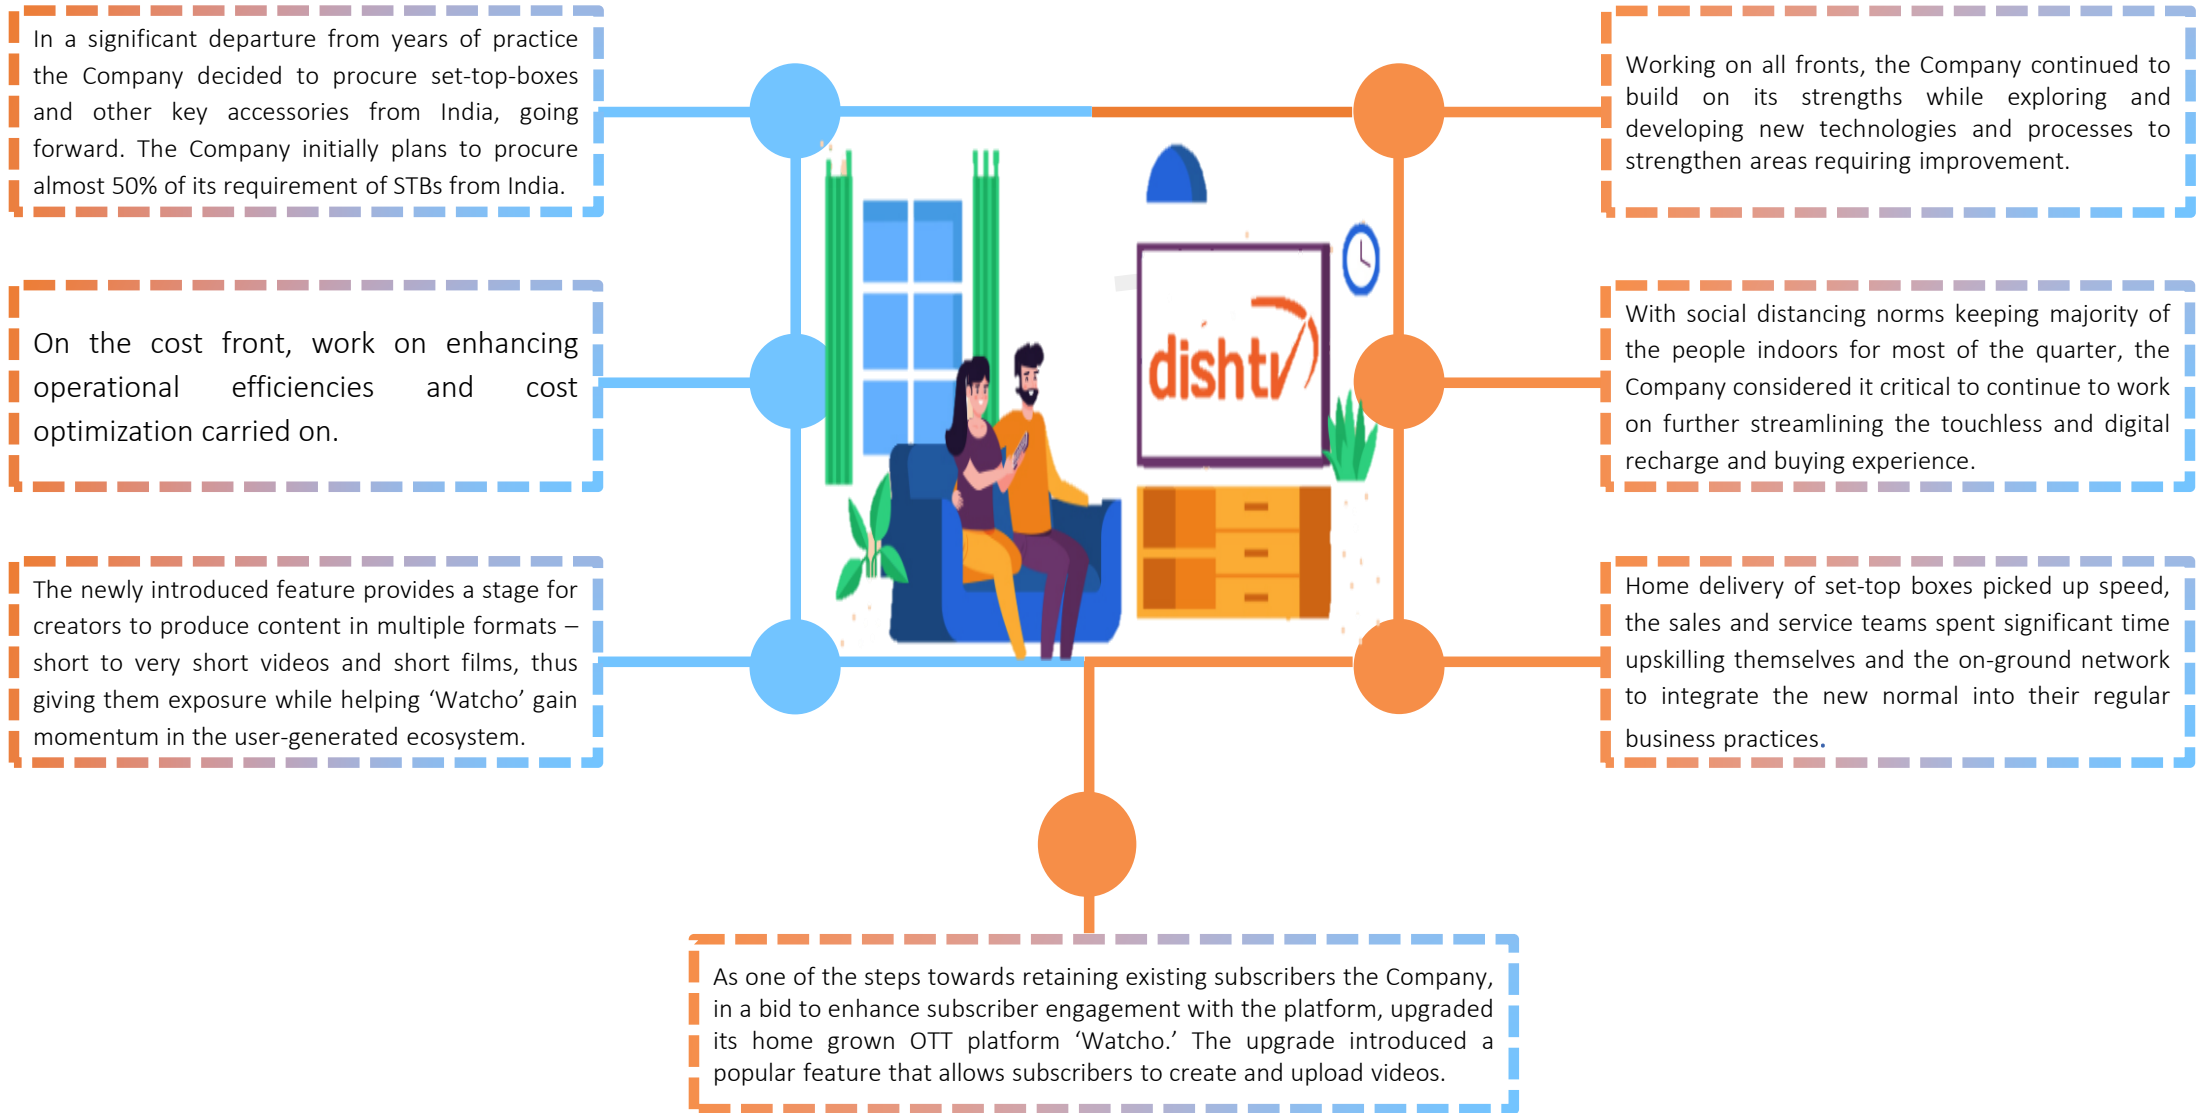 In a significant departure from years of practice
the Company decided to procure set-top-boxes
and other key accessories from India, going
forward. The Company initially plans to procure
almost 50% of its requirement of STBs from India.
On the cost front, work on enhancing
operational efficiencies and cost
optimization carried on.
The newly introduced feature provides a stage for
creators to produce content in multiple formats –
short to very short videos and short films, thus
giving them exposure while helping ‘Watcho’ gain
momentum in the user-generated ecosystem.
dishtv
Working on all fronts, the Company continued to
build on its strengths while exploring and
developing new technologies and processes to
strengthen areas requiring improvement.
With social distancing norms keeping majority of
the people indoors for most of the quarter, the
Company considered it critical to continue to work
on further streamlining the touchless and digital
recharge and buying experience.
Home delivery of set-top boxes picked up speed,
the sales and service teams spent significant time
upskilling themselves and the on-ground network
to integrate the new normal into their regular
business practices.
As one of the steps towards retaining existing subscribers the Company,
in a bid to enhance subscriber engagement with the platform, upgraded
its home grown OTT platform ‘Watcho.’ The upgrade introduced a
popular feature that allows subscribers to create and upload videos.